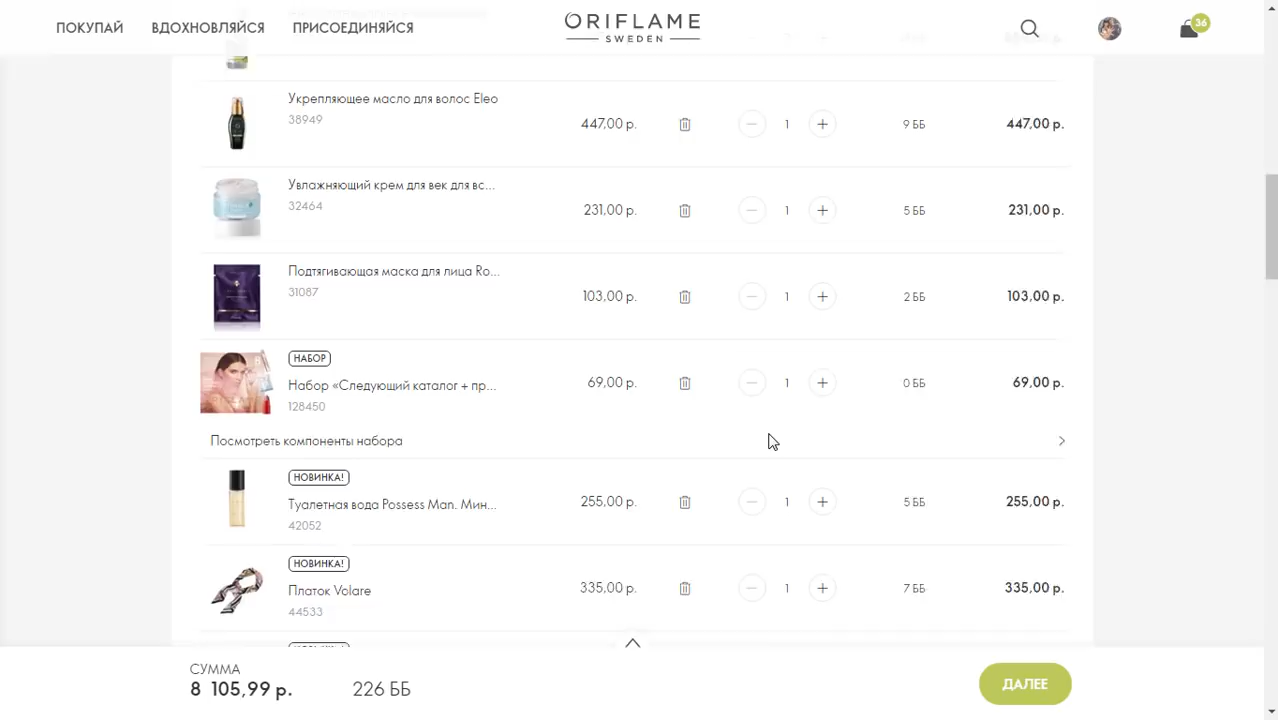 ПОКУПАЙ ВДОХНОВЛЯЙСЯ ПРИСОЕДИНЯЙСЯ ORIFLAME 36
SWEDEN
Укрепляющее масло для волос Eleo
38949
447,00 р. 1 9 ББ 447,00 р.
Увлажняющий крем для век для вс...
32464
231,00 р. 1 5 ББ 231,00 р.
Подтягивающая маска для лица Ro...
31087
103,00 р. 1 2 ББ 103,00 р.
НАБОР
Набор «Следующий каталог + пр...
128450
69,00 р. 1 0 ББ 69,00 р.
Посмотреть компоненты набора
НОВИНКА!
Туалетная вода Possess Man. Мин...
42052
255,00 р. 1 5 ББ 255,00 р.
НОВИНКА!
Платок Volare
44533
335,00 р. 1 7 ББ 335,00 р.
СУММА
8 105,99 р. 226 ББ
ДАЛЕЕ